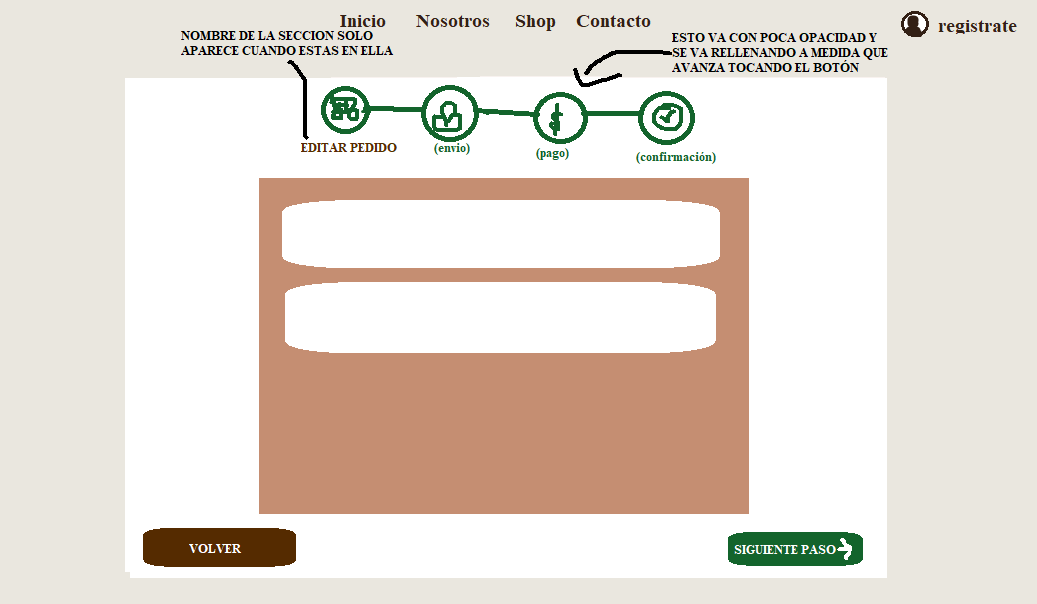 Inicio Nosotros Shop Contacto
registrate
NOMBRE DE LA SECCION SOLO
APARECE CUANDO ESTAS EN ELLA
ESTO VA CON POCA OPACIDAD Y
SE VA RELLENANDO A MEDIDA QUE
AVANZA TOCANDO EL BOTÓN
EDITAR PEDIDO
(envio)
(pago)
(confirmación)
VOLVER
SIGUIENTE PASO